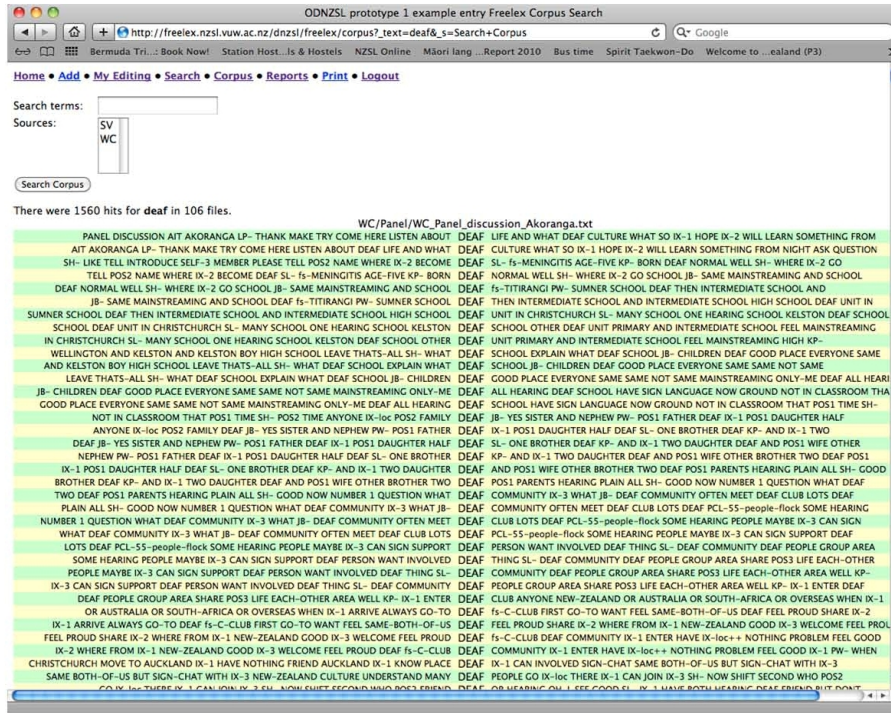 ODNZSL prototype 1 example entry Freelex Corpus Search
http://freelex.nzsl.vuw.ac.nz/dnzsl/freelex/corpus?_text=deaf&_s=Search+Corpus
Google
Bermuda Tri...: Book Now! Station Host...ls & Hostels NZSL Online Māori lang ...Report 2010 Bus time Spirit Taekwon-Do Welcome to ...ealand (P3)
Home • Add • My Editing • Search • Corpus • Reports • Print • Logout
Search terms:
Sources:
SV
WC
Search Corpus
There were 1560 hits for deaf in 106 files.
WC/Panel/WC_Panel_discussion_Akoranga.txt
PANEL DISCUSSION AIT AKORANGA LP- THANK MAKE TRY COME HERE LISTEN ABOUT DEAF LIFE AND WHAT DEAF CULTURE WHAT SO IX-1 HOPE IX-2 WILL LEARN SOMETHING FROM
AIT AKORANGA LP- THANK MAKE TRY COME HERE LISTEN ABOUT DEAF LIFE AND WHAT DEAF CULTURE WHAT SO IX-1 HOPE IX-2 WILL LEARN SOMETHING FROM NIGHT ASK QUESTION
SH- LIKE TELL INTRODUCE SELF-3 MEMBER PLEASE TELL POS2 NAME WHERE IX-2 BECOME DEAF SL- fs-MENINGITIS AGE-FIVE KP- BORN DEAF NORMAL WELL SH- WHERE IX-2 GO
TELL POS2 NAME WHERE IX-2 BECOME DEAF SL- fs-MENINGITIS AGE-FIVE KP- BORN DEAF NORMAL WELL SH- WHERE IX-2 GO SCHOOL JB- SAME MAINSTREAMING AND SCHOOL
DEAF NORMAL WELL SH- WHERE IX-2 GO SCHOOL JB- SAME MAINSTREAMING AND SCHOOL DEAF fs-TITIRANGI PW- SUMNER SCHOOL DEAF THEN INTERMEDIATE SCHOOL AND
JB- SAME MAINSTREAMING AND SCHOOL DEAF fs-TITIRANGI PW- SUMNER SCHOOL DEAF THEN INTERMEDIATE SCHOOL AND INTERMEDIATE SCHOOL HIGH SCHOOL DEAF UNIT IN
SUMNER SCHOOL DEAF THEN INTERMEDIATE SCHOOL AND INTERMEDIATE SCHOOL HIGH SCHOOL DEAF UNIT IN CHRISTCHURCH SL- MANY SCHOOL ONE HEARING SCHOOL KELSTON DEAF SCHOOL
SCHOOL DEAF UNIT IN CHRISTCHURCH SL- MANY SCHOOL ONE HEARING SCHOOL KELSTON DEAF SCHOOL OTHER DEAF UNIT PRIMARY AND INTERMEDIATE SCHOOL FEEL MAINSTREAMING
IN CHRISTCHURCH SL- MANY SCHOOL ONE HEARING SCHOOL KELSTON DEAF SCHOOL OTHER DEAF UNIT PRIMARY AND INTERMEDIATE SCHOOL FEEL MAINSTREAMING HIGH KP-
WELLINGTON AND KELSTON AND KELSTON BOY HIGH SCHOOL LEAVE THATS-ALL SH- WHAT DEAF SCHOOL EXPLAIN WHAT DEAF SCHOOL JB- CHILDREN DEAF GOOD PLACE EVERYONE SAME
AND KELSTON BOY HIGH SCHOOL LEAVE THATS-ALL SH- WHAT DEAF SCHOOL EXPLAIN WHAT DEAF SCHOOL JB- CHILDREN DEAF GOOD PLACE EVERYONE SAME SAME NOT SAME
LEAVE THATS-ALL SH- WHAT DEAF SCHOOL EXPLAIN WHAT DEAF SCHOOL JB- CHILDREN DEAF GOOD PLACE EVERYONE SAME SAME NOT SAME MAINSTREAMING ONLY-ME DEAF ALL HEARI
JB- CHILDREN DEAF GOOD PLACE EVERYONE SAME SAME NOT SAME MAINSTREAMING ONLY-ME DEAF ALL HEARING DEAF SCHOOL HAVE SIGN LANGUAGE NOW GROUND NOT IN CLASSROOM THA
GOOD PLACE EVERYONE SAME SAME NOT SAME MAINSTREAMING ONLY-ME DEAF ALL HEARING DEAF SCHOOL HAVE SIGN LANGUAGE NOW GROUND NOT IN CLASSROOM THAT POS1 TIME SH-
NOT IN CLASSROOM THAT POS1 TIME SH- POS2 TIME ANYONE IX-loc POS2 FAMILY DEAF JB- YES SISTER AND NEPHEW PW- POS1 FATHER DEAF IX-1 POS1 DAUGHTER HALF
ANYONE IX-loc POS2 FAMILY DEAF JB- YES SISTER AND NEPHEW PW- POS1 FATHER DEAF IX-1 POS1 DAUGHTER HALF DEAF SL- ONE BROTHER DEAF KP- AND IX-1 TWO
DEAF JB- YES SISTER AND NEPHEW PW- POS1 FATHER DEAF IX-1 POS1 DAUGHTER HALF DEAF SL- ONE BROTHER DEAF KP- AND IX-1 TWO DAUGHTER DEAF AND POS1 WIFE OTHER
NEPHEW PW- POS1 FATHER DEAF IX-1 POS1 DAUGHTER HALF DEAF SL- ONE BROTHER DEAF KP- AND IX-1 TWO DAUGHTER DEAF AND POS1 WIFE OTHER BROTHER TWO DEAF POS1
IX-1 POS1 DAUGHTER HALF DEAF SL- ONE BROTHER DEAF KP- AND IX-1 TWO DAUGHTER DEAF AND POS1 WIFE OTHER BROTHER TWO DEAF POS1 PARENTS HEARING PLAIN ALL SH- GOOD
BROTHER DEAF KP- AND IX-1 TWO DAUGHTER DEAF AND POS1 WIFE OTHER BROTHER TWO DEAF POS1 PARENTS HEARING PLAIN ALL SH- GOOD NOW NUMBER 1 QUESTION WHAT DEAF
TWO DEAF POS1 PARENTS HEARING PLAIN ALL SH- GOOD NOW NUMBER 1 QUESTION WHAT DEAF COMMUNITY IX-3 WHAT JB- DEAF COMMUNITY OFTEN MEET DEAF CLUB LOTS DEAF
PLAIN ALL SH- GOOD NOW NUMBER 1 QUESTION WHAT DEAF COMMUNITY IX-3 WHAT JB- DEAF COMMUNITY OFTEN MEET DEAF CLUB LOTS DEAF PCL-55-people-flock SOME HEARING
NUMBER 1 QUESTION WHAT DEAF COMMUNITY IX-3 WHAT JB- DEAF COMMUNITY OFTEN MEET DEAF CLUB LOTS DEAF PCL-55-people-flock SOME HEARING PEOPLE MAYBE IX-3 CAN SIGN
WHAT DEAF COMMUNITY IX-3 WHAT JB- DEAF COMMUNITY OFTEN MEET DEAF CLUB LOTS DEAF PCL-55-people-flock SOME HEARING PEOPLE MAYBE IX-3 CAN SIGN SUPPORT DEAF
LOTS DEAF PCL-55-people-flock SOME HEARING PEOPLE MAYBE IX-3 CAN SIGN SUPPORT DEAF PERSON WANT INVOLVED DEAF THING SL- DEAF COMMUNITY DEAF PEOPLE GROUP AREA
SOME HEARING PEOPLE MAYBE IX-3 CAN SIGN SUPPORT DEAF PERSON WANT INVOLVED DEAF THING SL- DEAF COMMUNITY DEAF PEOPLE GROUP AREA SHARE POS3 LIFE EACH-OTHER
PEOPLE MAYBE IX-3 CAN SIGN SUPPORT DEAF PERSON WANT INVOLVED DEAF THING SL- DEAF COMMUNITY DEAF PEOPLE GROUP AREA SHARE POS3 LIFE EACH-OTHER AREA WELL KP-
IX-3 CAN SIGN SUPPORT DEAF PERSON WANT INVOLVED DEAF THING SL- DEAF COMMUNITY DEAF PEOPLE GROUP AREA SHARE POS3 LIFE EACH-OTHER AREA WELL KP- IX-1 ENTER DEAF
DEAF PEOPLE GROUP AREA SHARE POS3 LIFE EACH-OTHER AREA WELL KP- IX-1 ENTER DEAF CLUB ANYONE NEW-ZEALAND OR AUSTRALIA OR SOUTH-AFRICA OR OVERSEAS WHEN IX-1
OR AUSTRALIA OR SOUTH-AFRICA OR OVERSEAS WHEN IX-1 ARRIVE ALWAYS GO-TO DEAF fs-C-CLUB FIRST GO-TO WANT FEEL SAME-BOTH-OF-US DEAF FEEL PROUD SHARE IX-2
IX-1 ARRIVE ALWAYS GO-TO DEAF fs-C-CLUB FIRST GO-TO WANT FEEL SAME-BOTH-OF-US DEAF FEEL PROUD SHARE IX-2 WHERE FROM IX-1 NEW-ZEALAND GOOD IX-3 WELCOME FEEL PROU
FEEL PROUD SHARE IX-2 WHERE FROM IX-1 NEW-ZEALAND GOOD IX-3 WELCOME FEEL PROUD DEAF fs-C-CLUB DEAF COMMUNITY IX-1 ENTER HAVE IX-loc++ NOTHING PROBLEM FEEL GOOD
IX-2 WHERE FROM IX-1 NEW-ZEALAND GOOD IX-3 WELCOME FEEL PROUD DEAF fs-C-CLUB DEAF COMMUNITY IX-1 ENTER HAVE IX-loc++ NOTHING PROBLEM FEEL GOOD IX-1 PW- WHEN
CHRISTCHURCH MOVE TO AUCKLAND IX-1 HAVE NOTHING FRIEND AUCKLAND IX-1 KNOW PLACE DEAF IX-1 CAN INVOLVED SIGN-CHAT SAME BOTH-OF-US BUT SIGN-CHAT WITH IX-3
SAME BOTH-OF-US BUT SIGN-CHAT WITH IX-3 NEW-ZEALAND CULTURE UNDERSTAND MANY DEAF PEOPLE GO IX-loc THERE IX-1 CAN JOIN IX-3 SH- NOW SHIFT SECOND WHO POS2